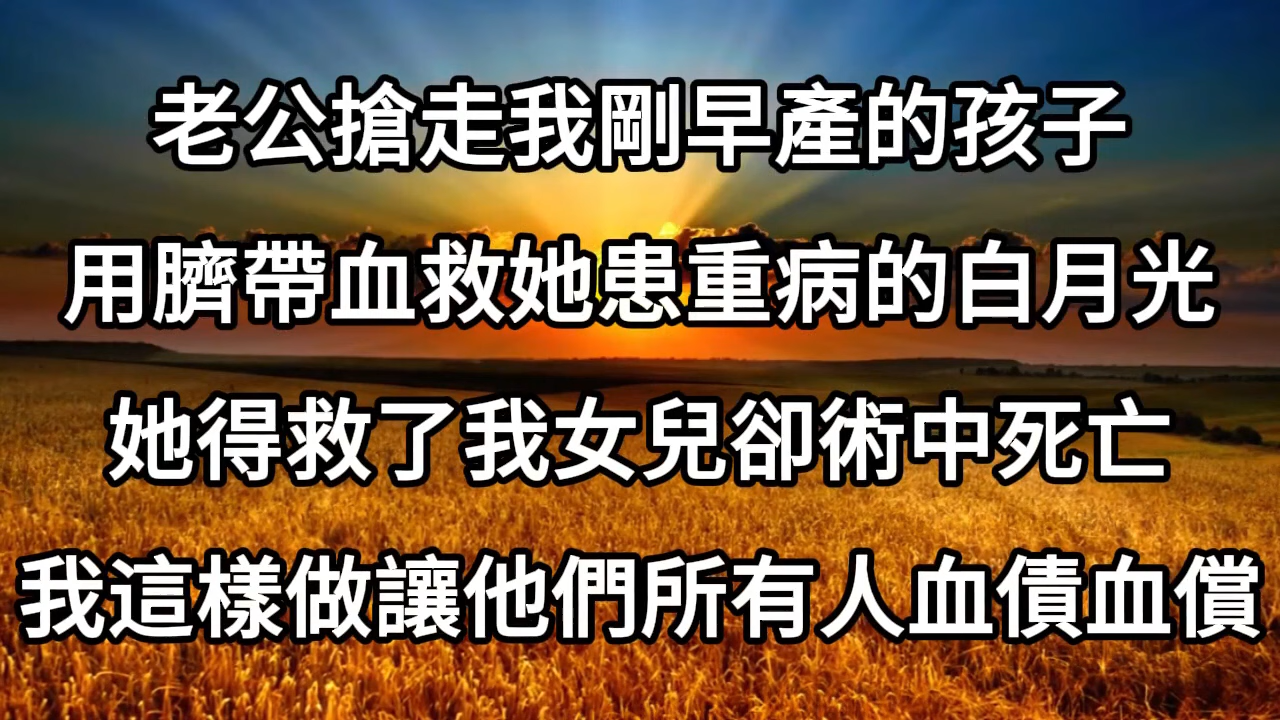 老公搶走我剛早產的孩子
用臍帶血救她患重病的白月光
她得救了我女兒卻術中死亡
我這樣做讓他們所有人血債血償